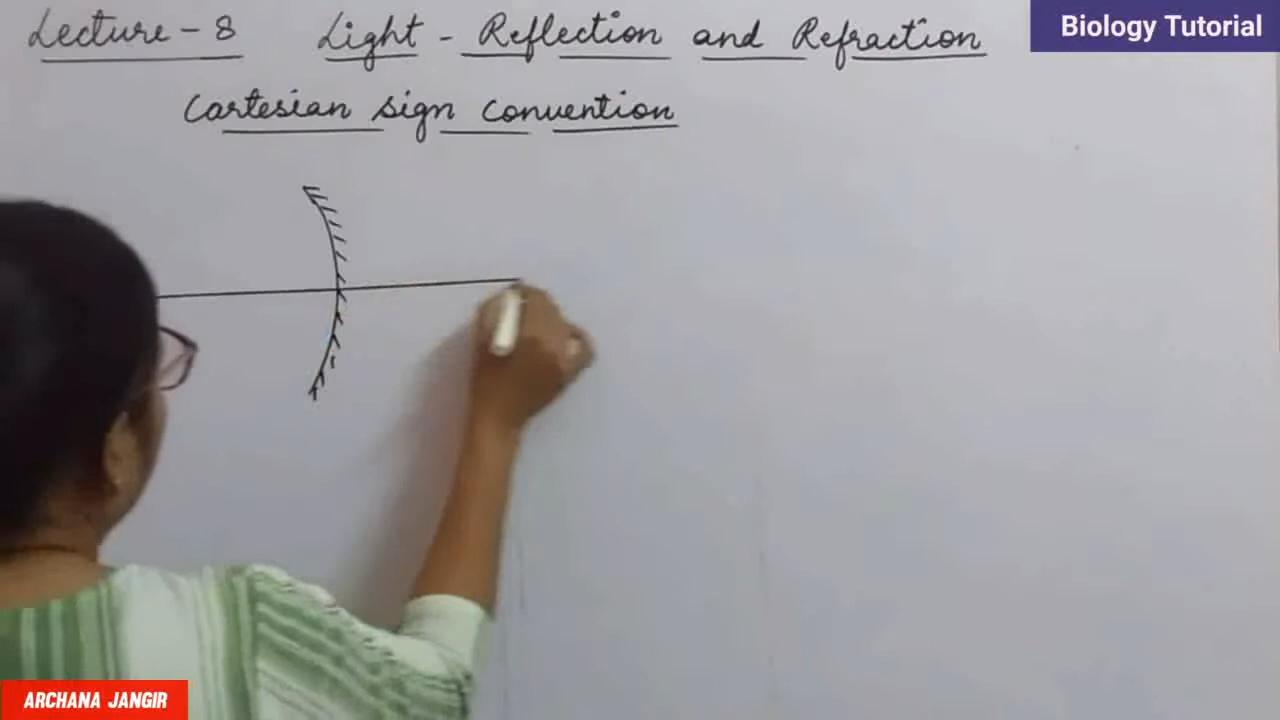 Lecture - 8 Light - Reflection and Refraction
Biology Tutorial
Cartesian sign convention
ARCHANA JANGIR